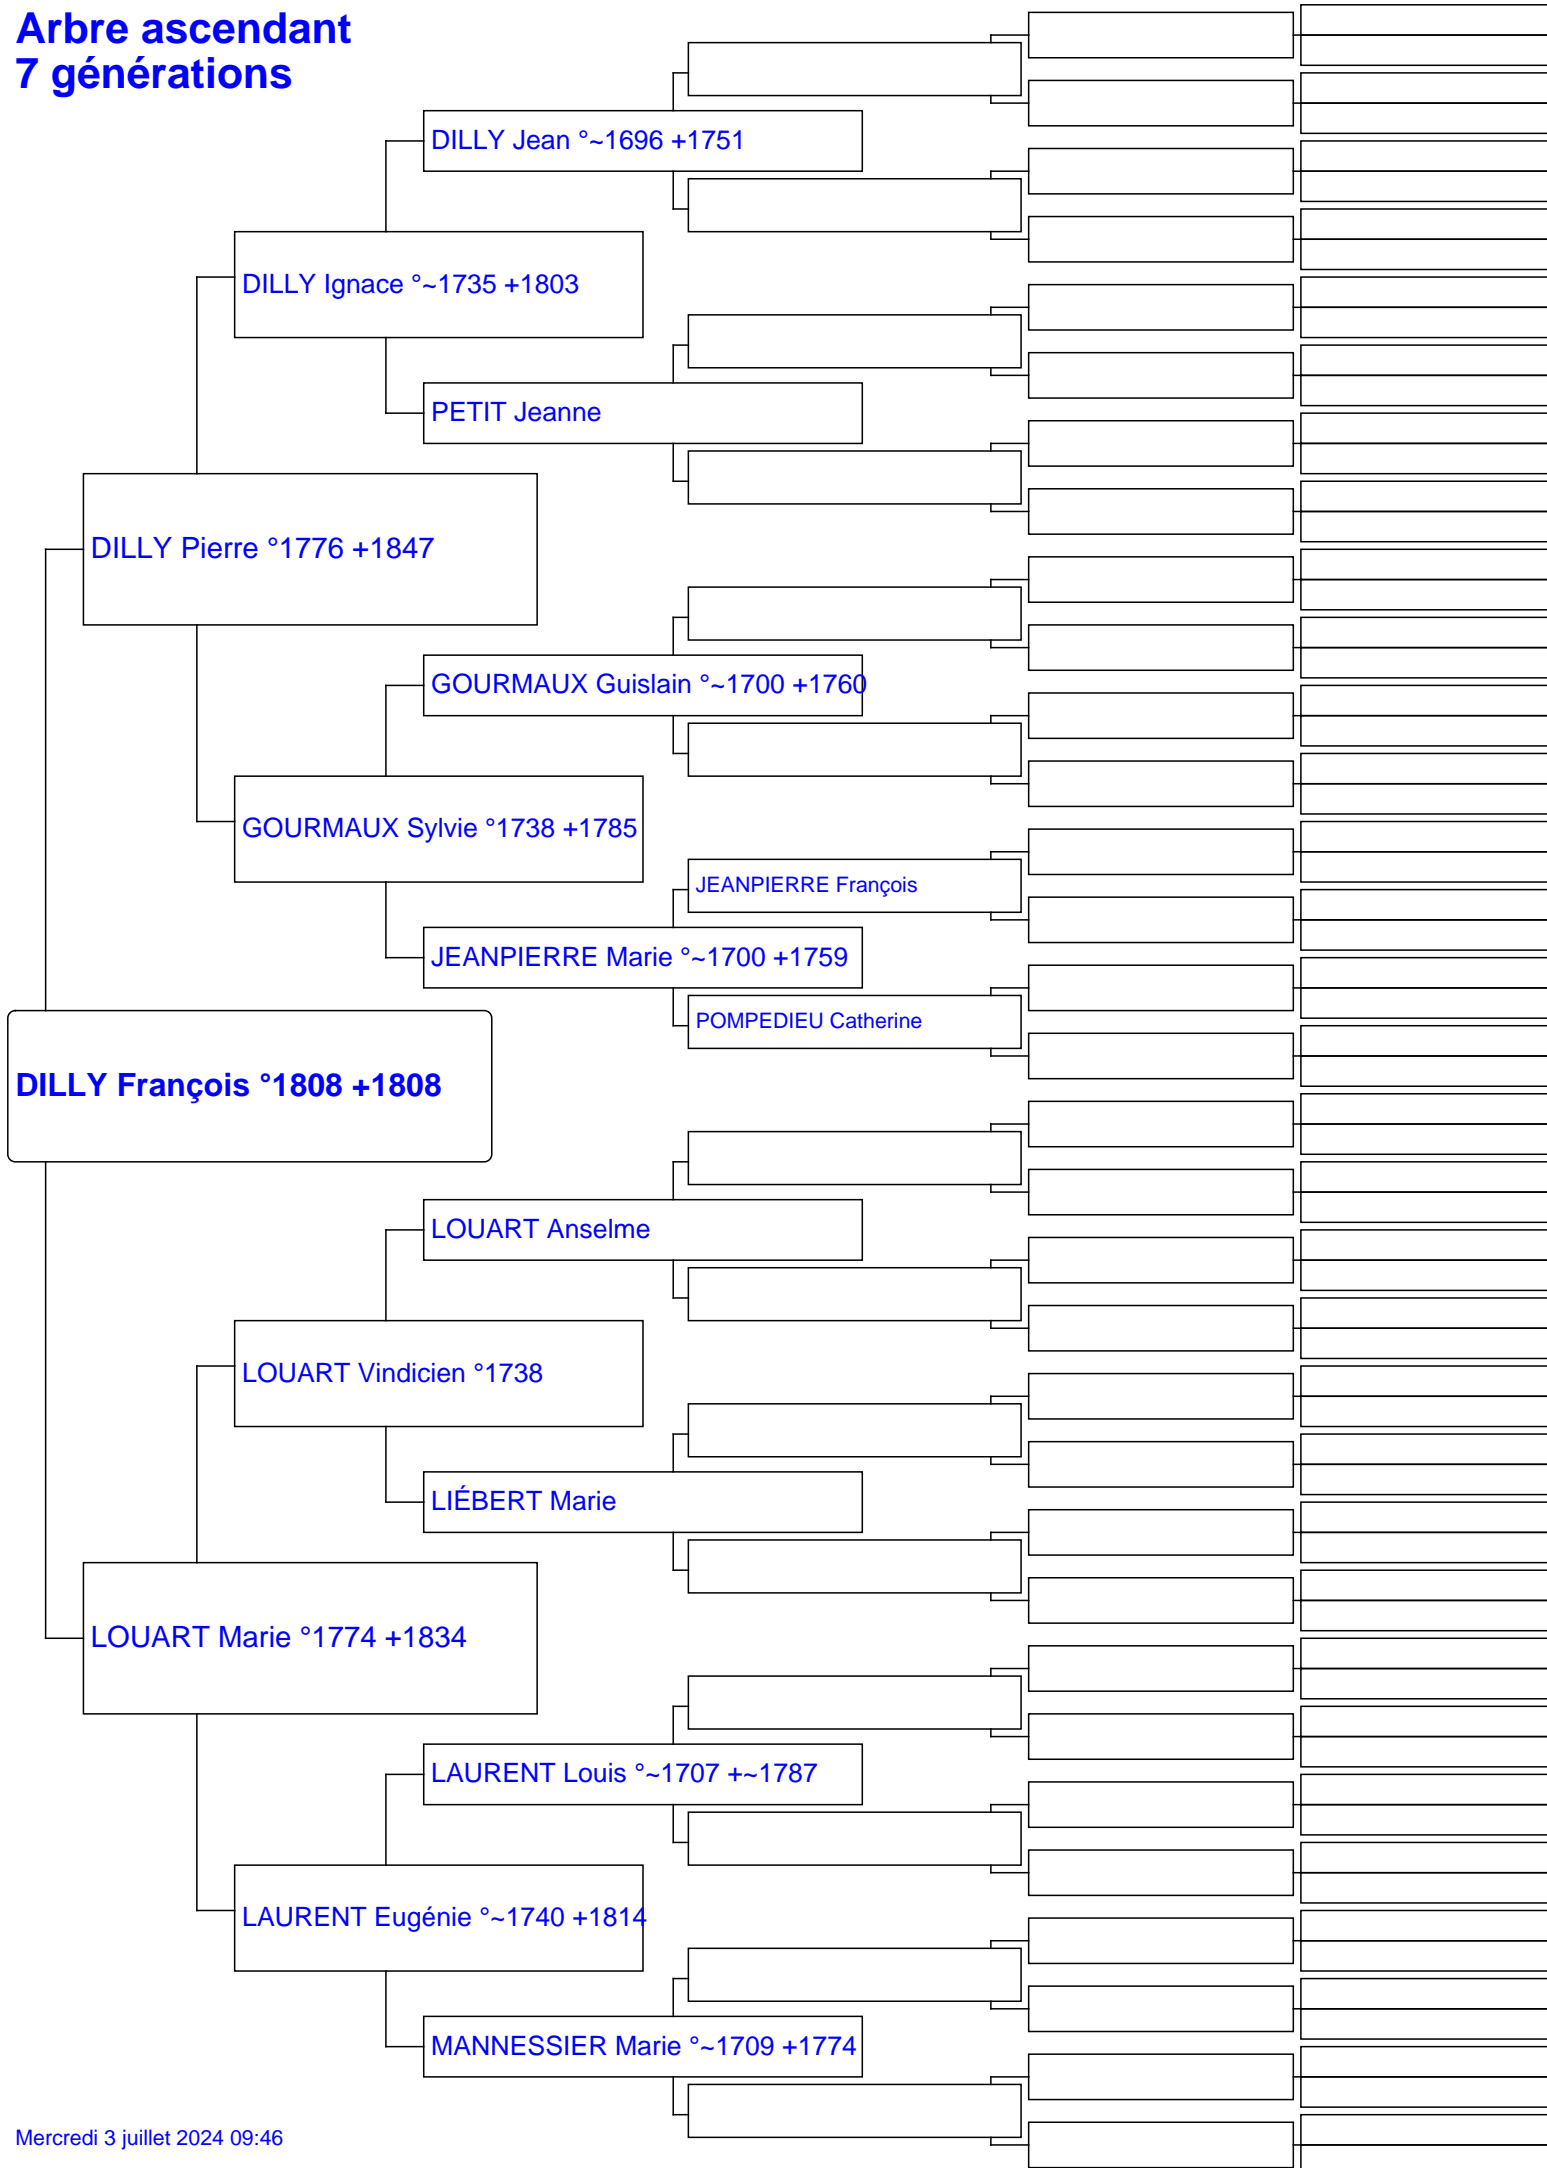 Arbre ascendant
7 générations
DILLY Jean °~1696 +1751
DILLY Ignace °~1735 +1803
PETIT Jeanne
DILLY Pierre °1776 +1847
GOURMAUX Guislain °~1700 +1760
GOURMAUX Sylvie °1738 +1785
JEANPIERRE François
JEANPIERRE Marie °~1700 +1759
POMPEDIEU Catherine
DILLY François °1808 +1808
LOUART Anselme
LOUART Vindicien °1738
LIÉBERT Marie
LOUART Marie °1774 +1834
LAURENT Louis °~1707 +~1787
LAURENT Eugénie °~1740 +1814
MANNESSIER Marie °~1709 +1774
Mercredi 3 juillet 2024 09:46